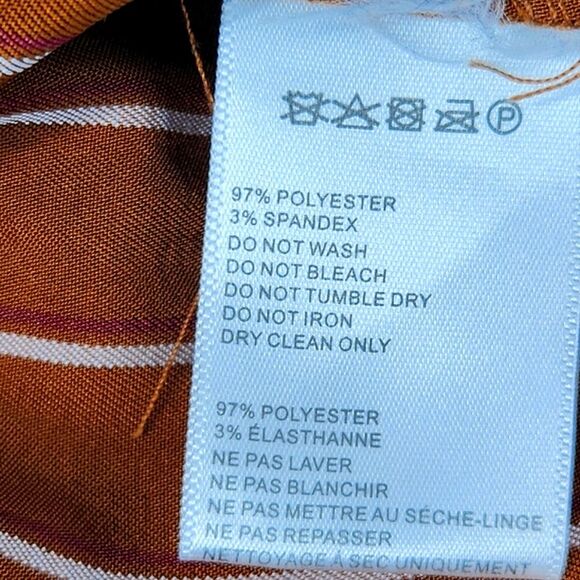 P
97% POLYESTER
3% SPANDEX
DO NOT WASH
DO NOT BLEACH
DO NOT TUMBLE DRY
DO NOT IRON
DRY CLEAN ONLY
97% POLYESTER
3% ÉLASTHANNE
NE PAS LAVER
NE PAS BLANCHIR
NE PAS METTRE AU SÉCHE-LINGE
NE PAS REPASSER
NETTOYAGE À SEC UNIQUEMENT